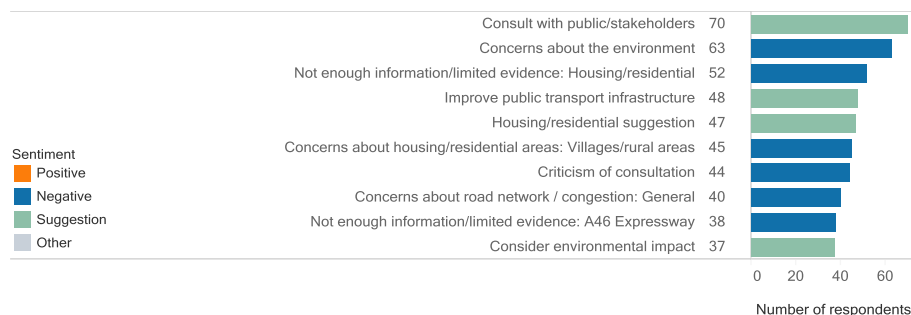 Consult with public/stakeholders 70
Concerns about the environment 63
Not enough information/limited evidence: Housing/residential 52
Improve public transport infrastructure 48
Housing/residential suggestion 47
Concerns about housing/residential areas: Villages/rural areas 45
Criticism of consultation 44
Concerns about road network / congestion: General 40
Not enough information/limited evidence: A46 Expressway 38
Consider environmental impact 37
Sentiment
Positive
Negative
Suggestion
Other
0 20 40 60
Number of respondents